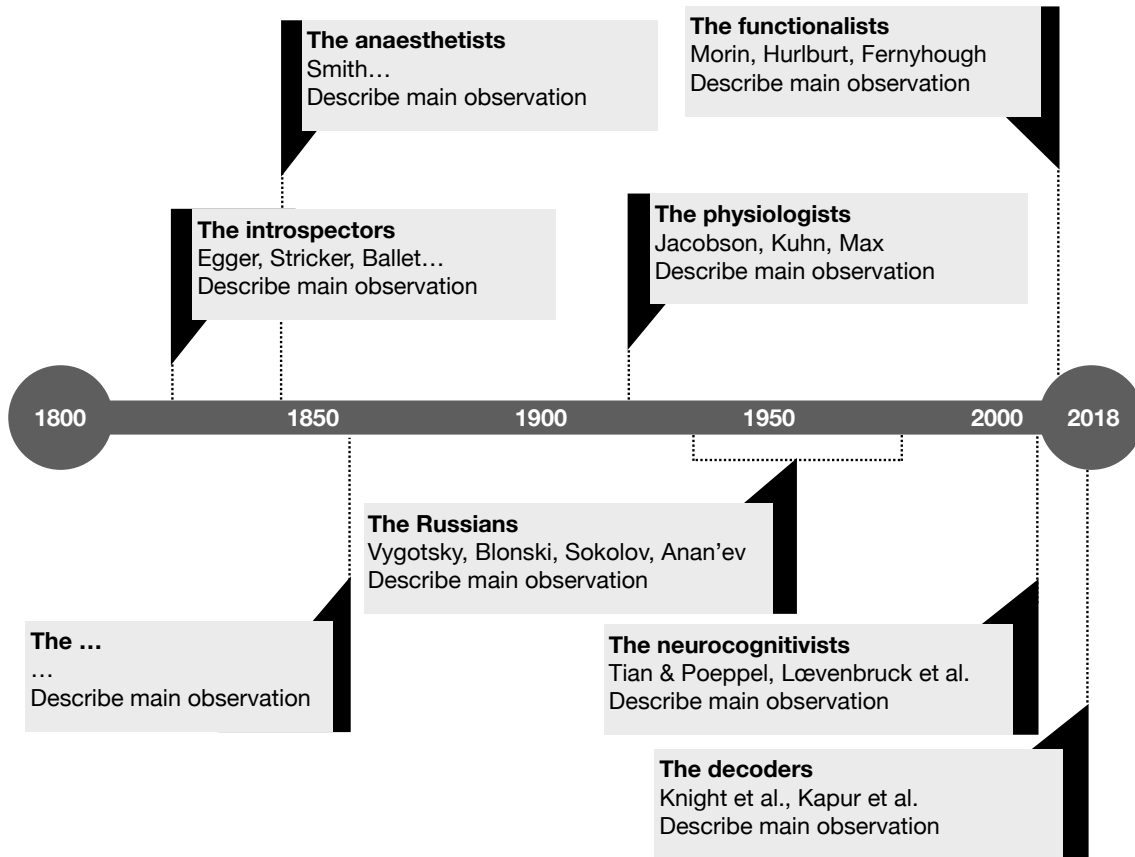 The anaesthetists
Smith…
Describe main observation
The functionalists
Morin, Hurlburt, Fernyhough
Describe main observation
The introspectors
Egger, Stricker, Ballet…
Describe main observation
The physiologists
Jacobson, Kuhn, Max
Describe main observation
1800 1850 1900 1950 2000 2018
The Russians
Vygotsky, Blonski, Sokolov, Anan’ev
Describe main observation
The …
…
Describe main observation
The neurocognitivists
Tian & Poeppel, Lœvenbruck et al.
Describe main observation
The decoders
Knight et al., Kapur et al.
Describe main observation